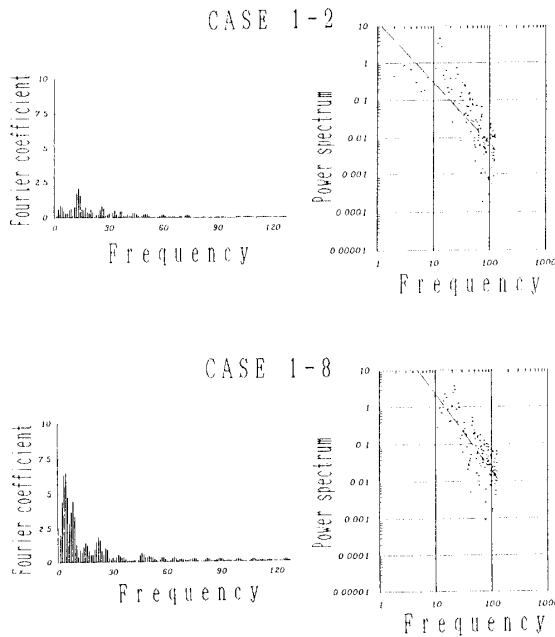 CASE 1-2
Fourier coefficient
10
7.5
5
2.5
0
0 30 60 90 120
Frequency
Power spectrum
10
1
0.1
0.01
0.001
0.0001
0.00001
1 10 100 1000
Frequency
CASE 1-8
Fourier coefficient
10
7.5
5
2.5
0
0 30 60 90 120
Frequency
Power spectrum
10
1
0.1
0.01
0.001
0.0001
0.00001
1 10 100 1000
Frequency